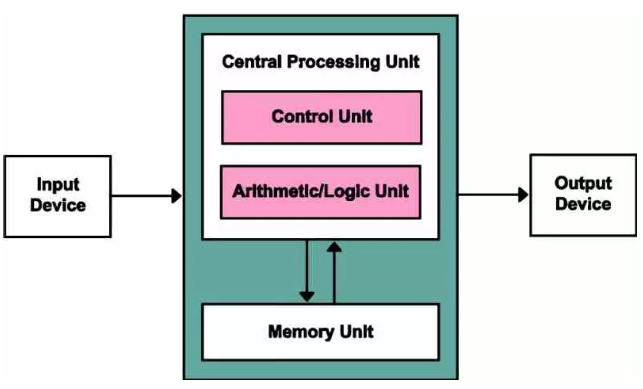 Central Processing Unit
Control Unit
Arithmetic/Logic Unit
Input
Device
Output
Device
Memory Unit